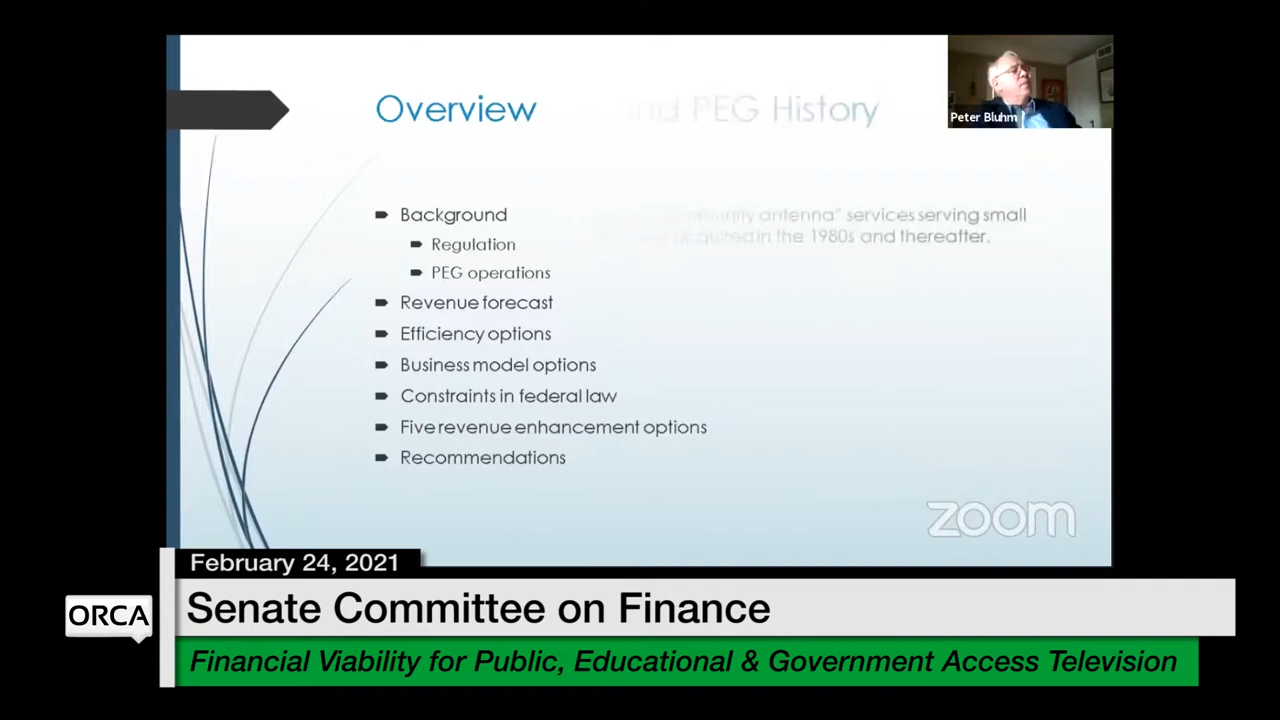 Overview
and PEG History
Peter Bluhm
Background
antenna" services serving small
acquired in the 1980s and thereafter.
Regulation
PEG operations
Revenue forecast
Efficiency options
Business model options
Constraints in federal law
Five revenue enhancement options
Recommendations
zoom
February 24, 2021
ORCA
Senate Committee on Finance
Financial Viability for Public, Educational & Government Access Television